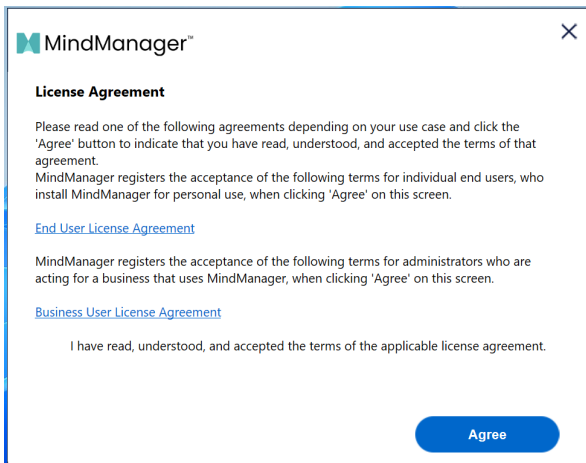 MindManager™
License Agreement
Please read one of the following agreements depending on your use case and click the
'Agree' button to indicate that you have read, understood, and accepted the terms of that
agreement.
MindManager registers the acceptance of the following terms for individual end users, who
install MindManager for personal use, when clicking 'Agree' on this screen.
End User License Agreement
MindManager registers the acceptance of the following terms for administrators who are
acting for a business that uses MindManager, when clicking 'Agree' on this screen.
Business User License Agreement
I have read, understood, and accepted the terms of the applicable license agreement.
Agree